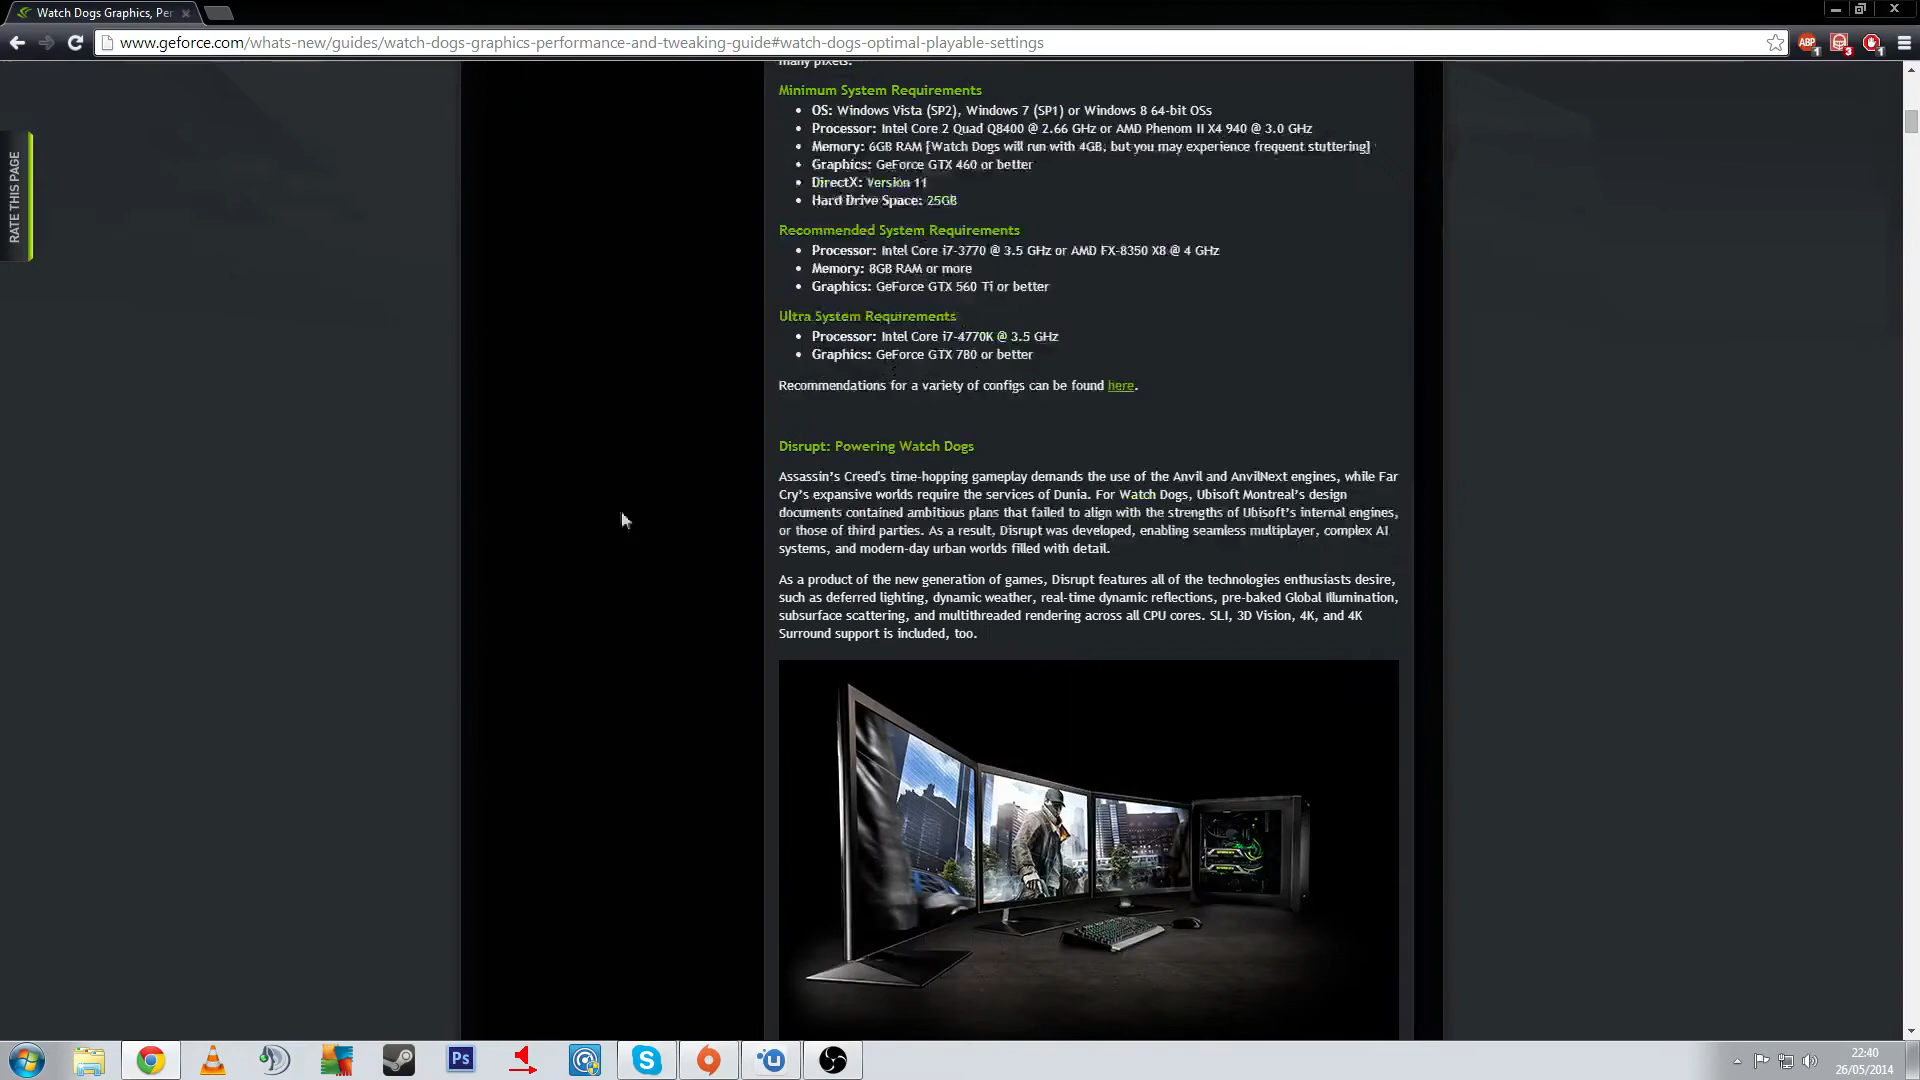 Watch Dogs Graphics, Per
www.geforce.com/whats-new/guides/watch-dogs-graphics-performance-and-tweaking-guide#watch-dogs-optimal-playable-settings
ABP 1
3
1
RATE THIS PAGE
many pixels.
Minimum System Requirements
• OS: Windows Vista (SP2), Windows 7 (SP1) or Windows 8 64-bit OSs
• Processor: Intel Core 2 Quad Q8400 @ 2.66 GHz or AMD Phenom II X4 940 @ 3.0 GHz
• Memory: 6GB RAM [Watch Dogs will run with 4GB, but you may experience frequent stuttering]
• Graphics: GeForce GTX 460 or better
• DirectX: Version 11
• Hard Drive Space: 25GB
Recommended System Requirements
• Processor: Intel Core i7-3770 @ 3.5 GHz or AMD FX-8350 X8 @ 4 GHz
• Memory: 8GB RAM or more
• Graphics: GeForce GTX 560 Ti or better
Ultra System Requirements
• Processor: Intel Core i7-4770K @ 3.5 GHz
• Graphics: GeForce GTX 780 or better
Recommendations for a variety of configs can be found here.
Disrupt: Powering Watch Dogs
Assassin's Creed's time-hopping gameplay demands the use of the Anvil and AnvilNext engines, while Far
Cry's expansive worlds require the services of Dunia. For Watch Dogs, Ubisoft Montreal's design
documents contained ambitious plans that failed to align with the strengths of Ubisoft's internal engines,
or those of third parties. As a result, Disrupt was developed, enabling seamless multiplayer, complex AI
systems, and modern-day urban worlds filled with detail.
As a product of the new generation of games, Disrupt features all of the technologies enthusiasts desire,
such as deferred lighting, dynamic weather, real-time dynamic reflections, pre-baked Global Illumination,
subsurface scattering, and multithreaded rendering across all CPU cores. SLI, 3D Vision, 4K, and 4K
Surround support is included, too.
Ps
22:40
26/05/2014